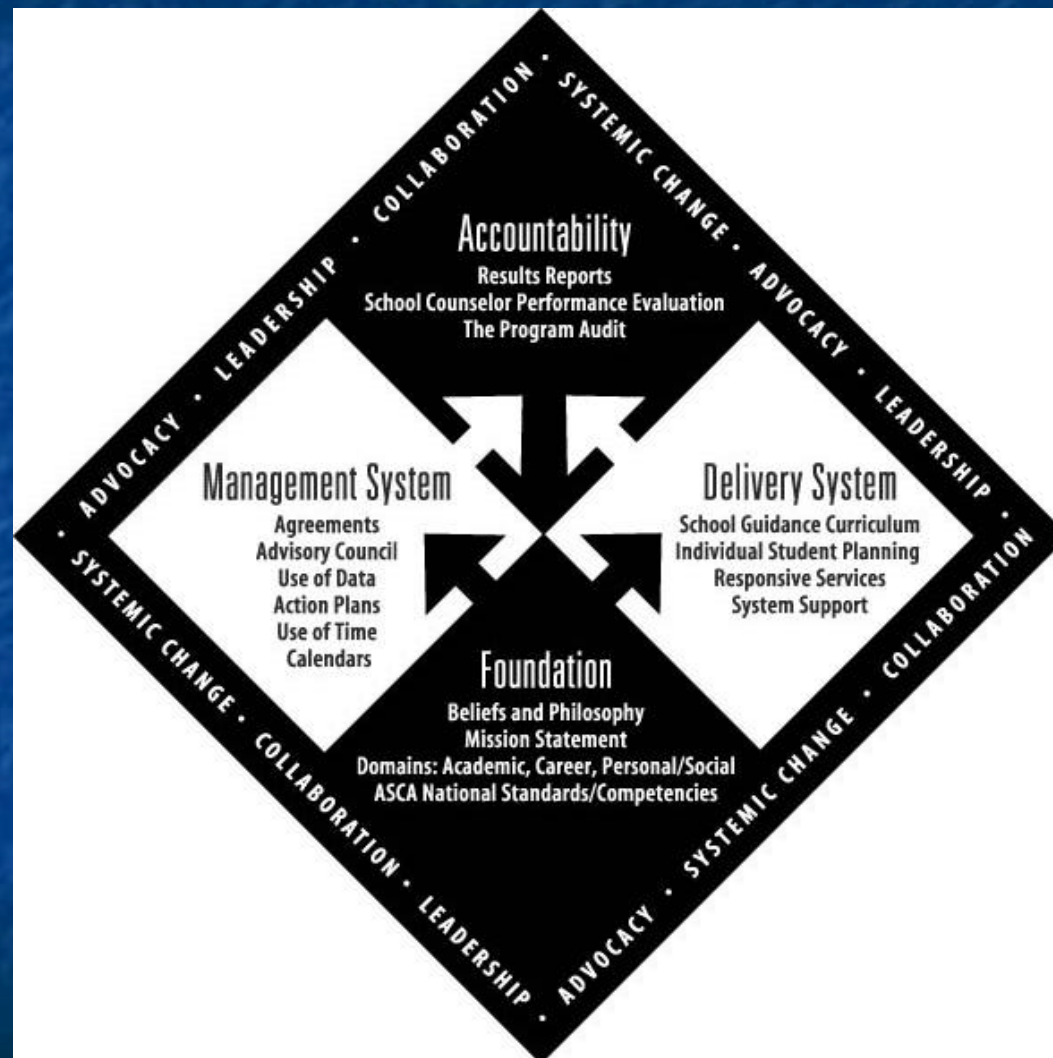 ADVOCACY • LEADERSHIP • COLLABORATION •
SYSTEMIC CHANGE • ADVOCACY • LEADERSHIP •
Accountability
Results Reports
School Counselor Performance Evaluation
The Program Audit
Management System
Agreements
Advisory Council
Use of Data
Action Plans
Use of Time
Calendars
Delivery System
School Guidance Curriculum
Individual Student Planning
Responsive Services
System Support
Foundation
Beliefs and Philosophy
Mission Statement
Domains: Academic, Career, Personal/Social
ASCA National Standards/Competencies
• SYSTEMIC CHANGE • COLLABORATION • LEADERSHIP •
ADVOCACY • SYSTEMIC CHANGE • COLLABORATION